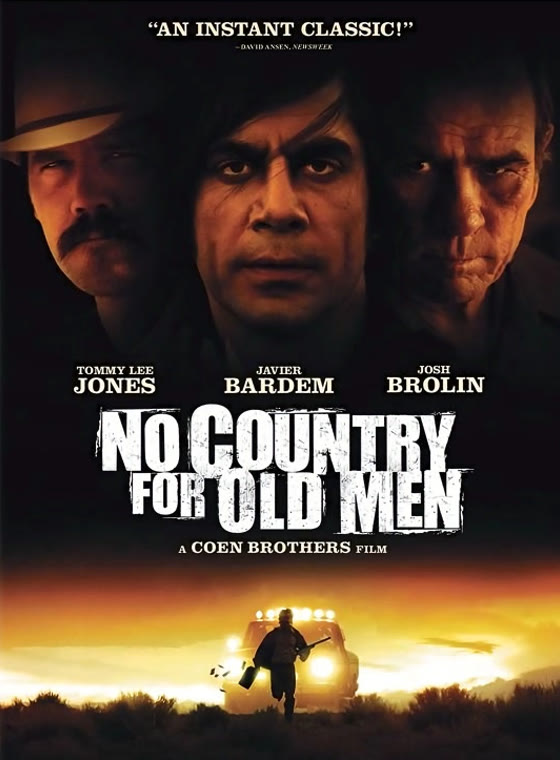 “AN INSTANT CLASSIC!”
–DAVID ANSEN, NEWSWEEK
TOMMY LEE JONES
JAVIER BARDEM
JOSH BROLIN
NO COUNTRY
FOR OLD MEN
A COEN BROTHERS FILM